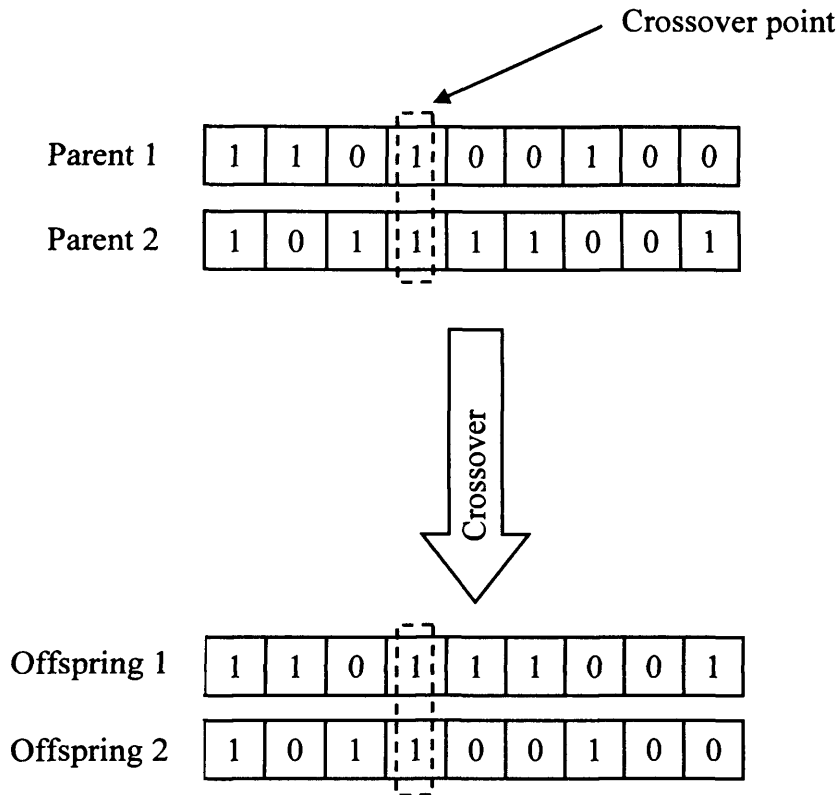 Crossover point
Parent 1 1 1 0 1 0 0 1 0 0
Parent 2 1 0 1 1 1 1 0 0 1
Crossover
Offspring 1 1 1 0 1 1 1 0 0 1
Offspring 2 1 0 1 1 0 0 1 0 0